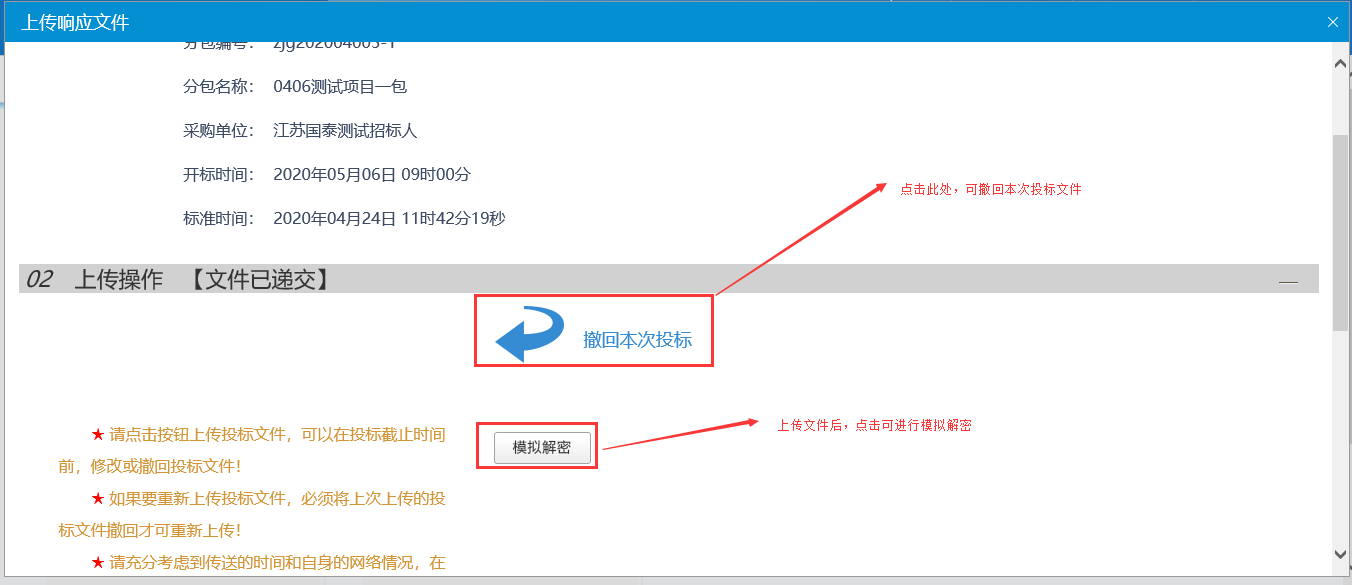 上传响应文件
分包编号： zjg202004005-1
分包名称： 0406测试项目一包
采购单位： 江苏国泰测试招标人
开标时间： 2020年05月06日 09时00分
点击此处，可撤回本次投标文件
标准时间： 2020年04月24日 11时42分19秒
02 上传操作 【文件已递交】
撤回本次投标
上传文件后，点击可进行模拟解密
模拟解密
★ 请点击按钮上传投标文件，可以在投标截止时间
前，修改或撤回投标文件！
★ 如果要重新上传投标文件，必须将上次上传的投
标文件撤回才可重新上传！
★ 请充分考虑到传送的时间和自身的网络情况，在